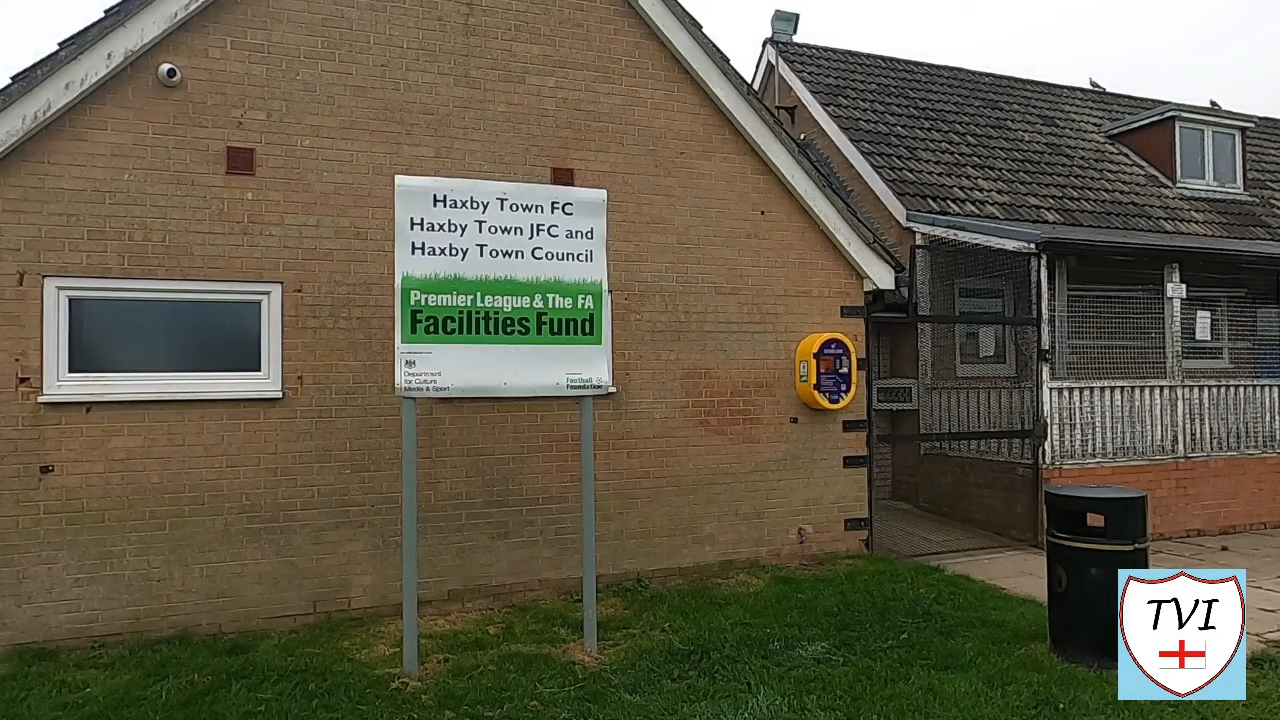 Haxby Town FC
Haxby Town JFC and
Haxby Town Council
Premier League & The FA
Facilities Fund
Department
for Culture
Media & Sport
Football
Foundation
TVI